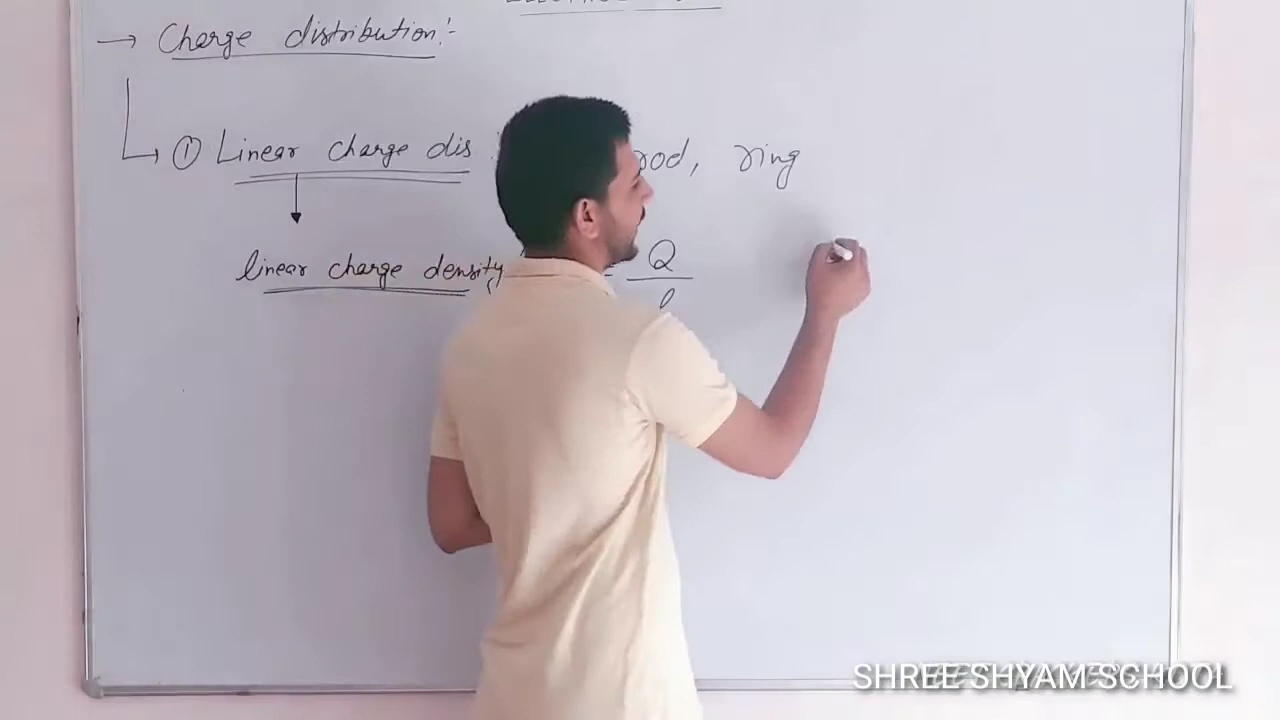 → Charge distribution:-
① Linear charge dis : rod, ring
linear charge density = Q / l
SHREE SHYAM SCHOOL